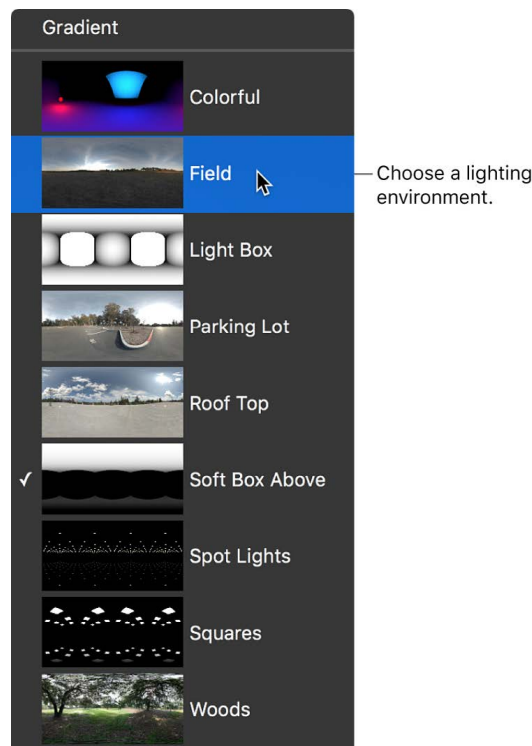 Gradient
Colorful
Field
Choose a lighting
environment.
Light Box
Parking Lot
Roof Top
Soft Box Above
Spot Lights
Squares
Woods